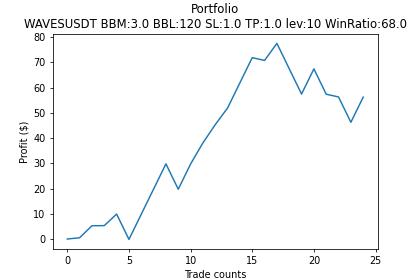 Portfolio
WAVESUSDT BBM:3.0 BBL:120 SL:1.0 TP:1.0 lev:10 WinRatio:68.0
80
70
60
50
40
30
20
10
0
Profit ($)
0 5 10 15 20 25
Trade counts